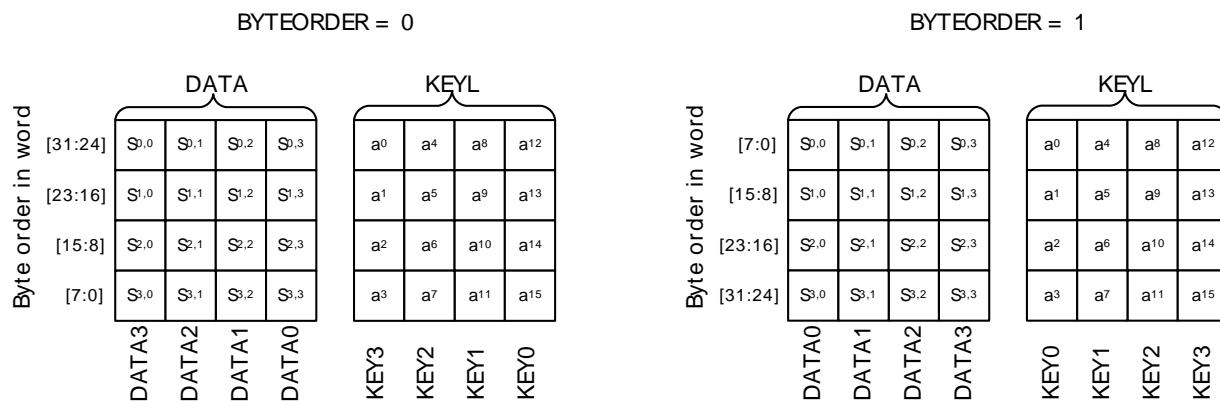 BYTEORDER = 0
BYTEORDER = 1
DATA KEYL
Byte order in word
[31:24] S0,0 S0,1 S0,2 S0,3 a0 a4 a8 a12
[23:16] S1,0 S1,1 S1,2 S1,3 a1 a5 a9 a13
[15:8] S2,0 S2,1 S2,2 S2,3 a2 a6 a10 a14
[7:0] S3,0 S3,1 S3,2 S3,3 a3 a7 a11 a15
DATA3 DATA2 DATA1 DATA0 KEY3 KEY2 KEY1 KEY0
DATA KEYL
Byte order in word
[7:0] S0,0 S0,1 S0,2 S0,3 a0 a4 a8 a12
[15:8] S1,0 S1,1 S1,2 S1,3 a1 a5 a9 a13
[23:16] S2,0 S2,1 S2,2 S2,3 a2 a6 a10 a14
[31:24] S3,0 S3,1 S3,2 S3,3 a3 a7 a11 a15
DATA0 DATA1 DATA2 DATA3 KEY0 KEY1 KEY2 KEY3